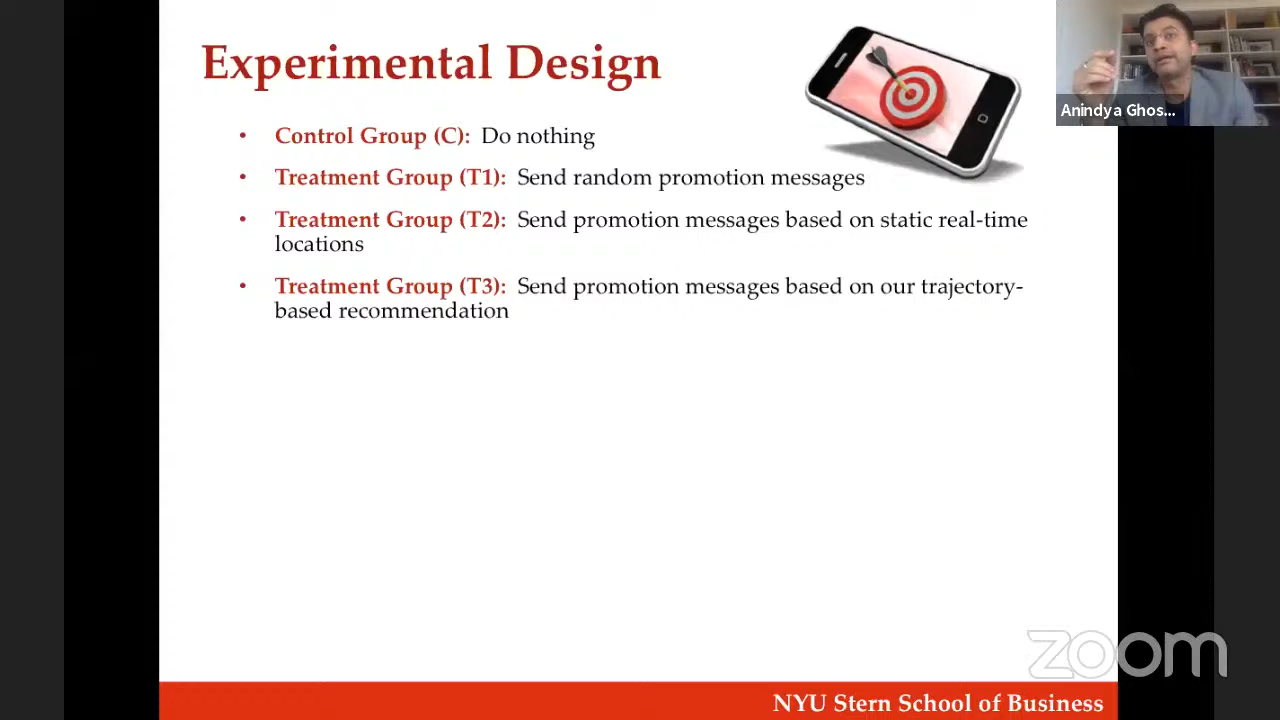 Experimental Design
• Control Group (C): Do nothing
• Treatment Group (T1): Send random promotion messages
• Treatment Group (T2): Send promotion messages based on static real-time
locations
• Treatment Group (T3): Send promotion messages based on our trajectory-
based recommendation
Anindya Ghos...
zoom
NYU Stern School of Business